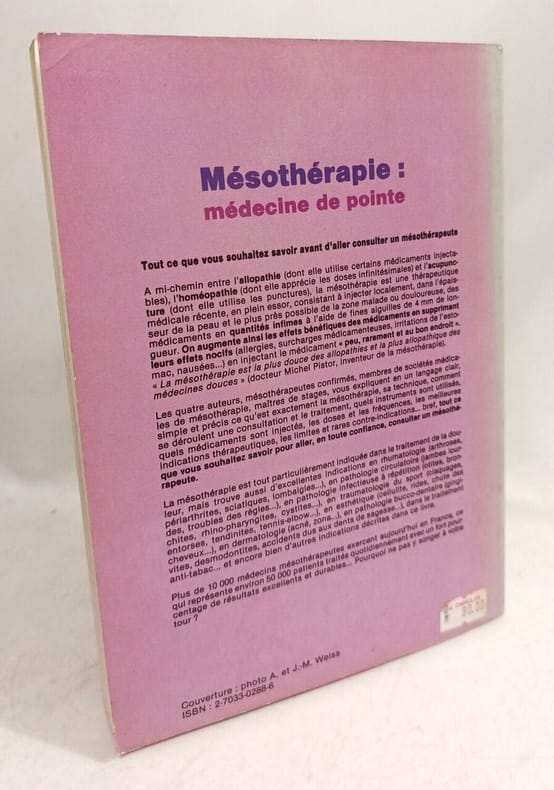 Mésothérapie :
médecine de pointe
Tout ce que vous souhaitez savoir avant d'aller consulter un mésothérapeute
A mi-chemin entre l'allopathie (dont elle utilise certains médicaments injecta-
bles), l'homéopathie (dont elle apprécie les doses infinitésimales) et l'acupunc-
ture (dont elle utilise les punctures), la mésothérapie est une thérapeutique
médicale récente, en plein essor, consistant à injecter localement, dans l'épais-
seur de la peau et le plus près possible de la zone malade ou douloureuse, des
médicaments en quantités infimes à l'aide de fines aiguilles de 4 mm de lon-
gueur. On augmente ainsi les effets bénéfiques des médicaments en supprimant
leurs effets nocifs (allergies, surcharges médicamenteuses, irritations de l'esto-
mac, nausées...) en injectant le médicament « peu, rarement et au bon endroit ».
« La mésothérapie est la plus douce des allopathies et la plus allopathique des
médecines douces » (docteur Michel Pistor, inventeur de la mésothérapie).
Les quatre auteurs, mésothérapeutes confirmés, membres de sociétés médica-
les de mésothérapie, maîtres de stages, vous expliquent en un langage clair,
simple et précis ce qu'est exactement la mésothérapie, sa technique, comment
se déroulent une consultation et le traitement, quels instruments sont utilisés,
quels médicaments sont injectés, les doses et les fréquences, les meilleures
indications thérapeutiques, les limites et rares contre-indications... bref, tout ce
que vous souhaitez savoir pour aller, en toute confiance, consulter un mésothé-
rapeute.
La mésothérapie est tout particulièrement indiquée dans le traitement de la dou-
leur, mais trouve aussi d'excellentes indications en rhumatologie (arthroses,
périarthrites, sciatiques, lombalgies...), en pathologie circulatoire (jambes lour-
des, troubles des règles...), en pathologie infectieuse à répétition (otites, bron-
chites, rhino-pharyngites, cystites...), en traumatologie du sport (claquages,
entorses, tendinites, tennis-elbow...), en esthétique (cellulite, rides, chute des
cheveux...), en dermatologie (acné, zona...), en pathologie bucco-dentaire (gingi-
vites, desmodontites, accidents dus aux dents de sagesse...), dans le traitement
anti-tabac... et encore bien d'autres indications décrites dans ce livre.
Plus de 10 000 médecins mésothérapeutes exercent aujourd'hui en France, ce
qui représente environ 50 000 patients traités quotidiennement avec un fort pour-
centage de résultats excellents et durables... Pourquoi ne pas y songer à votre
tour ?
Couverture : photo A. et J.-M. Weiss
ISBN : 2-7033-0288-6